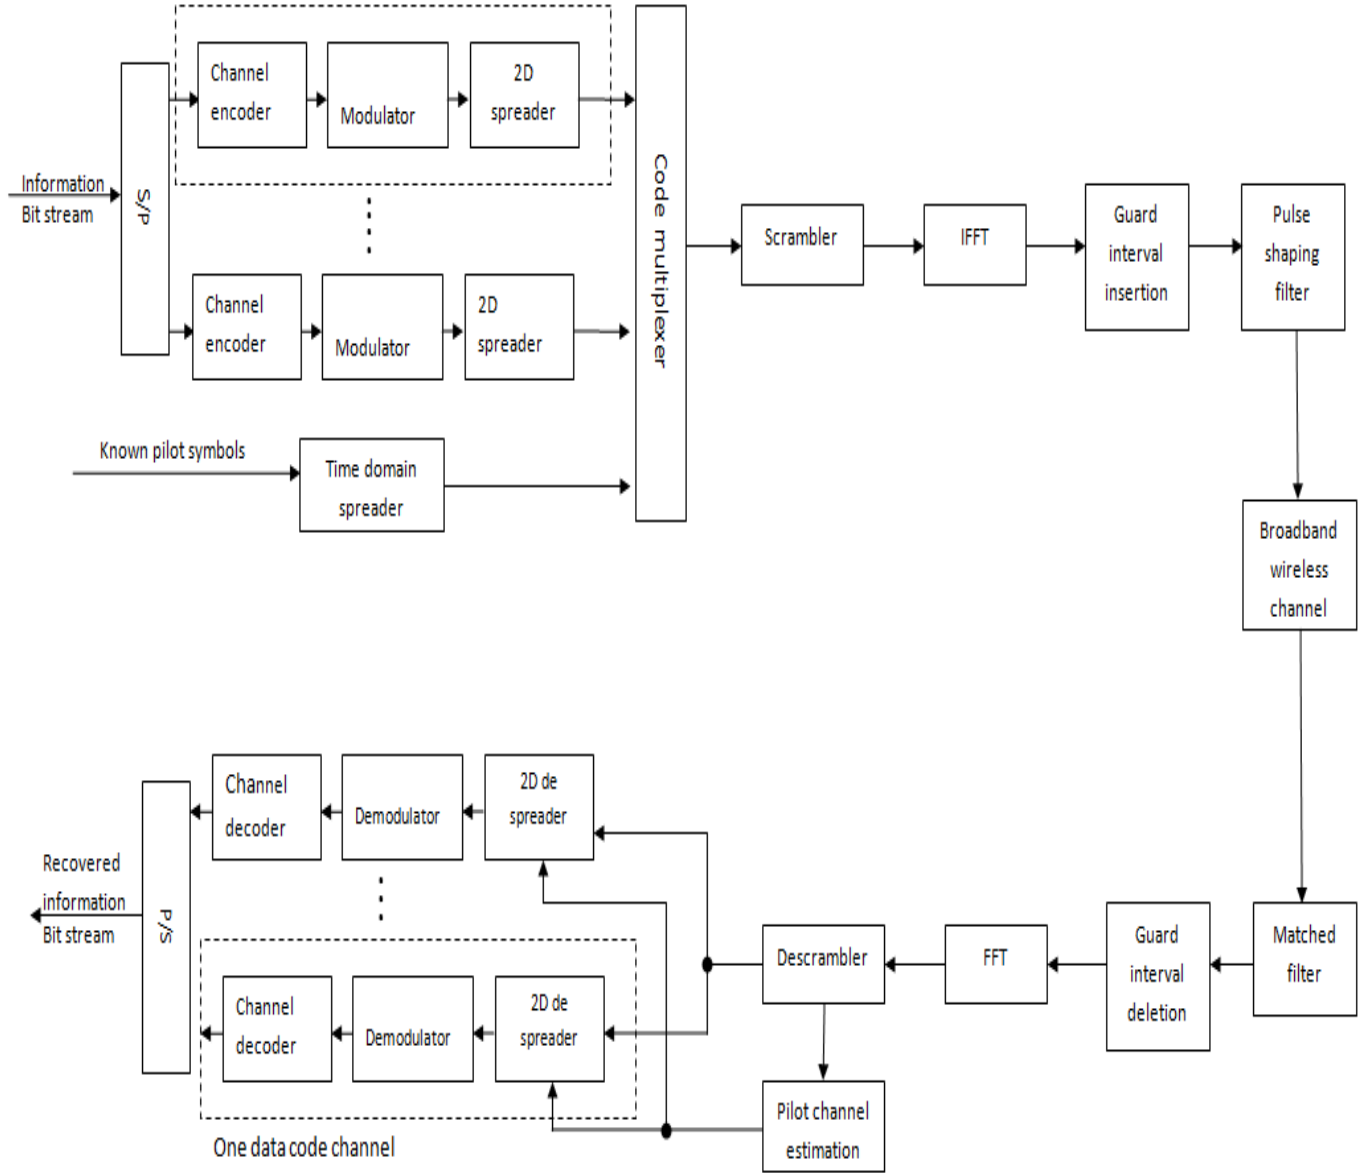 Channel
encoder
Modulator
2D
spreader
Information
Bit stream
S/P
Code multiplexer
Channel
encoder
Modulator
2D
spreader
Known pilot symbols
Time domain
spreader
Scrambler
IFFT
Guard
interval
insertion
Pulse
shaping
filter
Broadband
wireless
channel
Channel
decoder
Demodulator
2D de
spreader
Recovered
information
Bit stream
P/S
Channel
decoder
Demodulator
2D de
spreader
One data code channel
Descrambler
Pilot channel
estimation
FFT
Guard
interval
deletion
Matched
filter